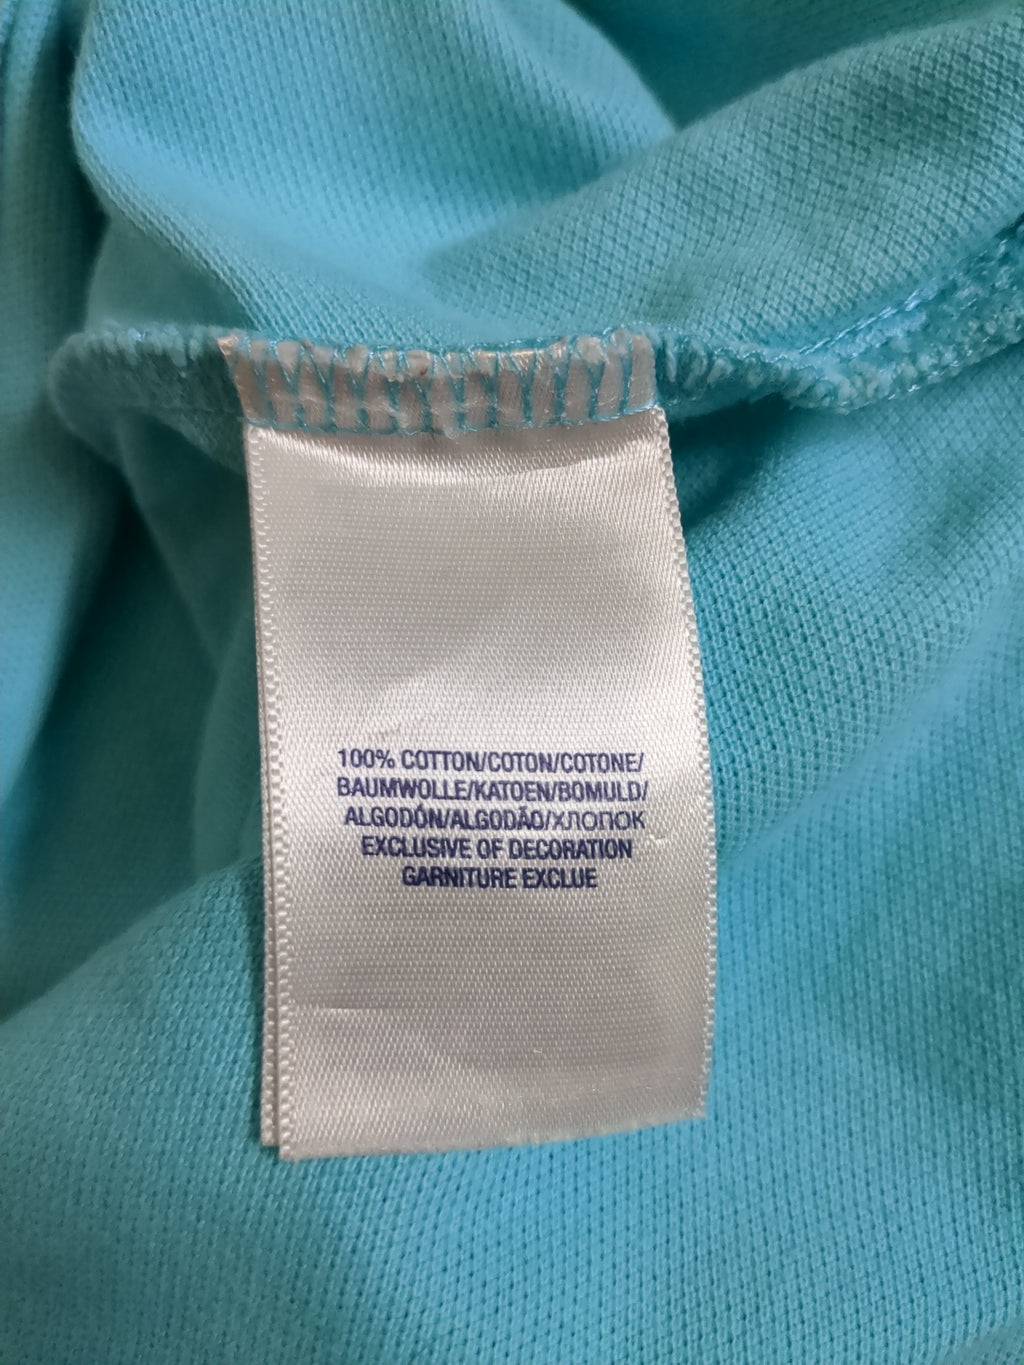 100% COTTON/COTON/COTONE/
BAUMWOLLE/KATOEN/BOMULD/
ALGODÓN/ALGODÃO/ХЛОПОК
EXCLUSIVE OF DECORATION
GARNITURE EXCLUE